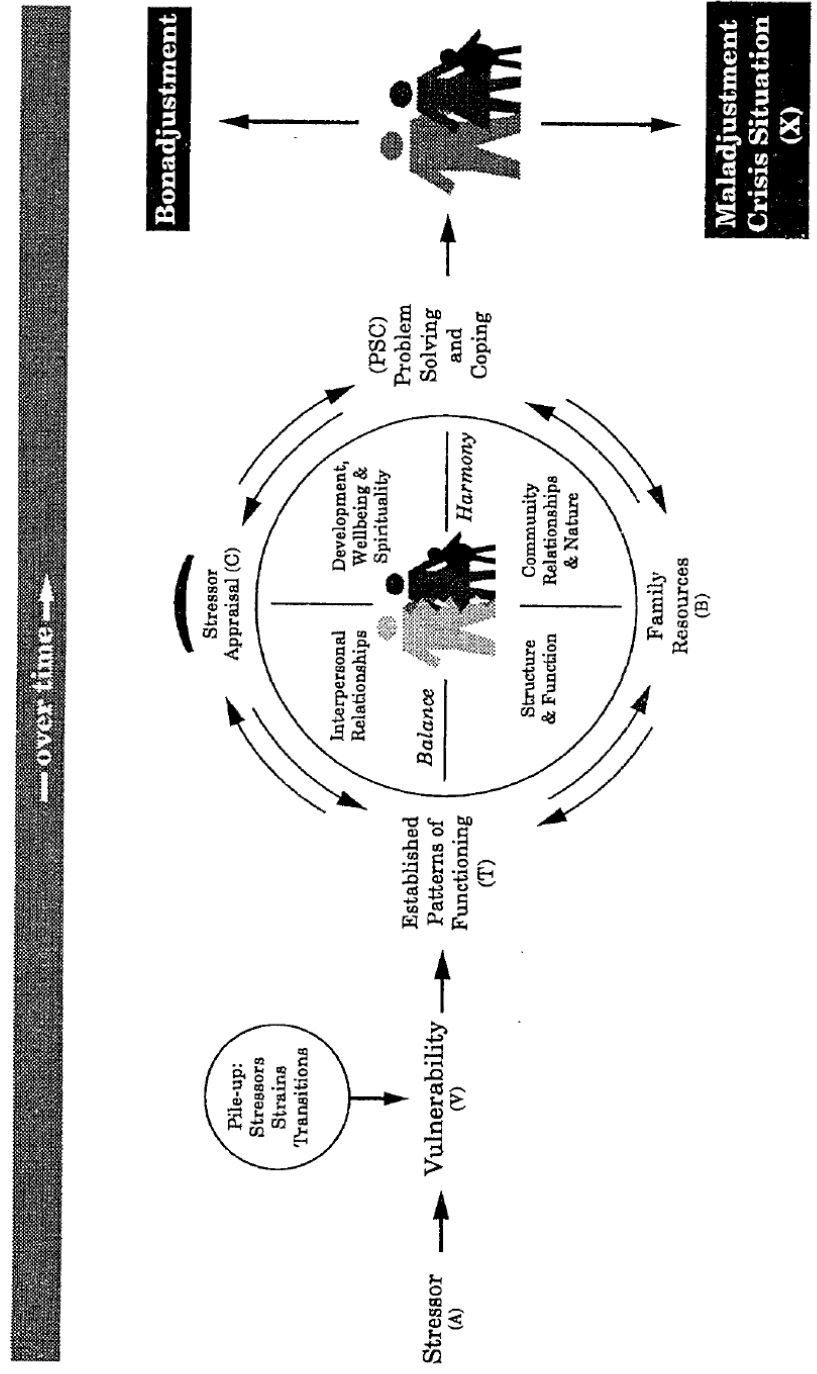 over time
Bonadjustment
Maladjustment
Crisis Situation
(X)
Stressor
(A)
Vulnerability
(V)
Pile-up:
Stressors
Strains
Transitions
Established
Patterns of
Functioning
(T)
Stressor
Appraisal (C)
Interpersonal
Relationships
Development,
Wellbeing &
Spirituality
Balance
Harmony
Structure
& Function
Community
Relationships
& Nature
Family
Resources
(B)
(PSC)
Problem
Solving
and
Coping